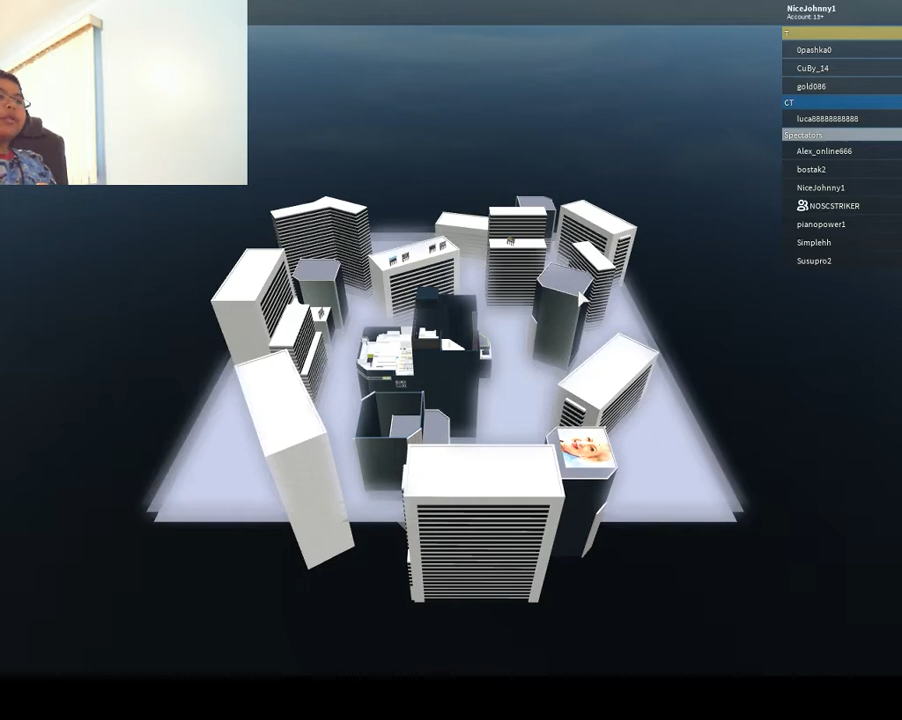 NiceJohnny1
Account: 13+
T
0pashka0
CuBy_14
gold086
CT
luca88888888888
Spectators
Alex_online666
bostak2
NiceJohnny1
NOSCSTRIKER
pianopower1
Simplehh
Susupro2